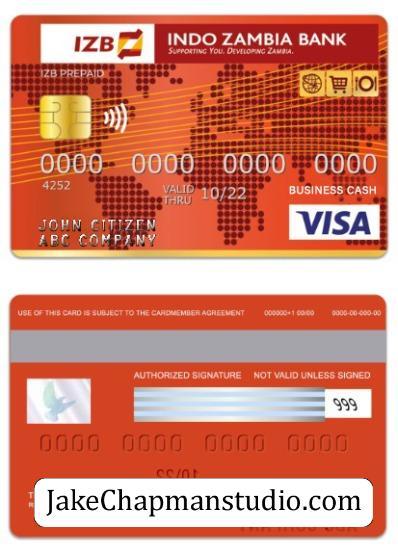 IZB
INDO ZAMBIA BANK
SUPPORTING YOU. DEVELOPING ZAMBIA.
IZB PREPAID
0000 0000 0000 0000
4252
VALID THRU 10/22
BUSINESS CASH
JOHN CITIZEN
ABC COMPANY
VISA
USE OF THIS CARD IS SUBJECT TO THE CARDMEMBER AGREEMENT 000000+1 00/00 0000-00-000-00
AUTHORIZED SIGNATURE NOT VALID UNLESS SIGNED
999
0000 0000 0000 0000
10/22
JakeChapmanstudio.com